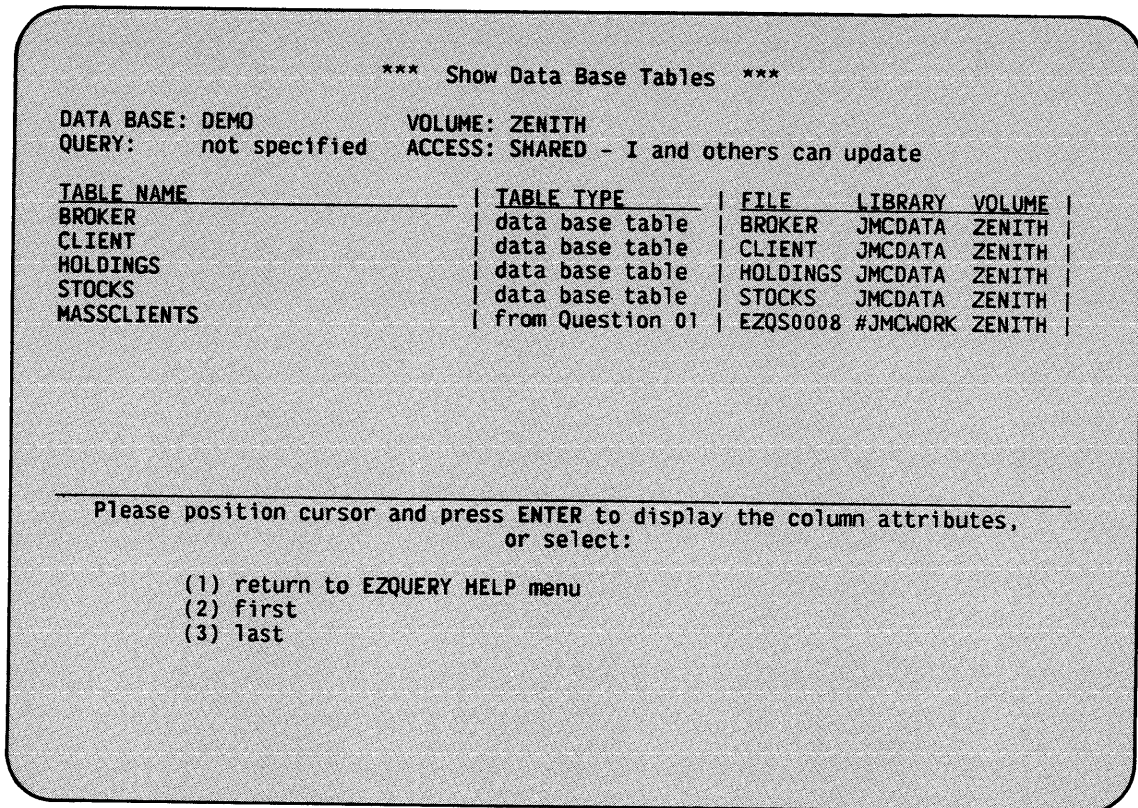 *** Show Data Base Tables ***
DATA BASE: DEMO VOLUME: ZENITH
QUERY: not specified ACCESS: SHARED - I and others can update
TABLE NAME | TABLE TYPE | FILE LIBRARY VOLUME |
BROKER | data base table | BROKER JMCDATA ZENITH |
CLIENT | data base table | CLIENT JMCDATA ZENITH |
HOLDINGS | data base table | HOLDINGS JMCDATA ZENITH |
STOCKS | data base table | STOCKS JMCDATA ZENITH |
MASSCLIENTS | from Question 01 | EZQS0008 #JMCWORK ZENITH |
Please position cursor and press ENTER to display the column attributes,
or select:
(1) return to EZQUERY HELP menu
(2) first
(3) last